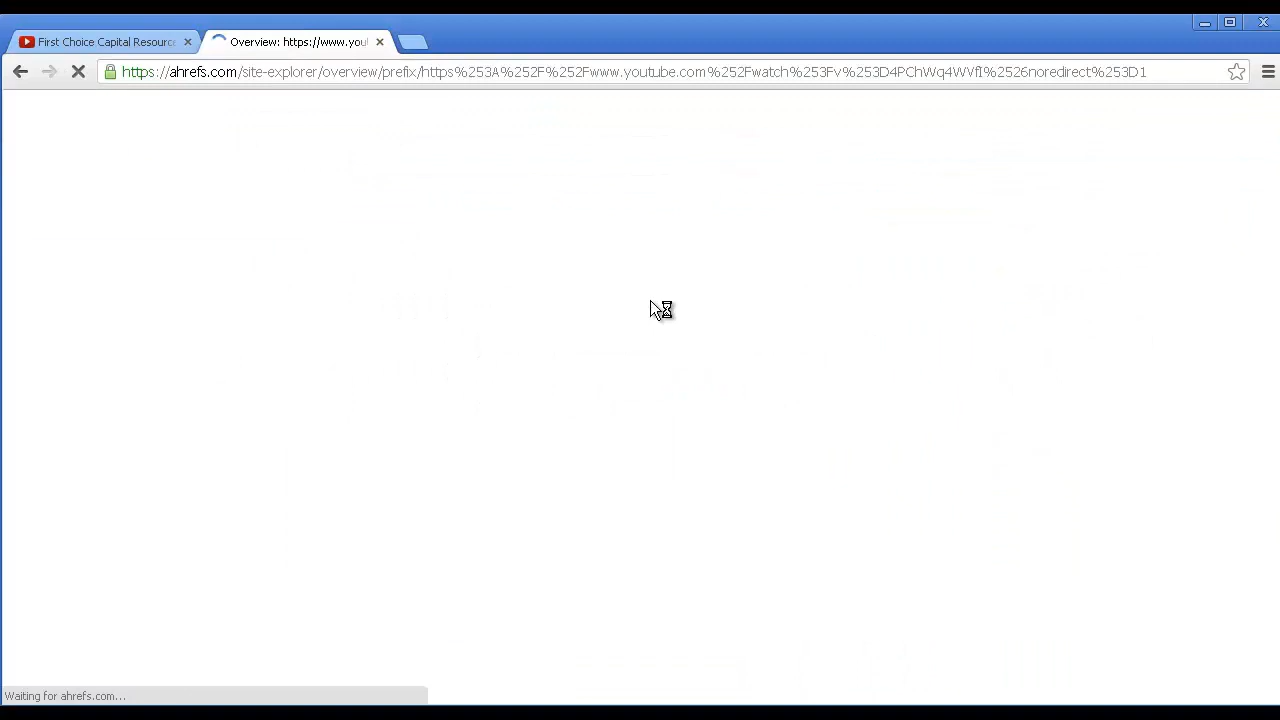 First Choice Capital Resource
Overview: https://www.you
https://ahrefs.com/site-explorer/overview/prefix/https%253A%252F%252Fwww.youtube.com%252Fwatch%253Fv%253D4PChWq4WVfI%2526noredirect%253D1
Waiting for ahrefs.com...